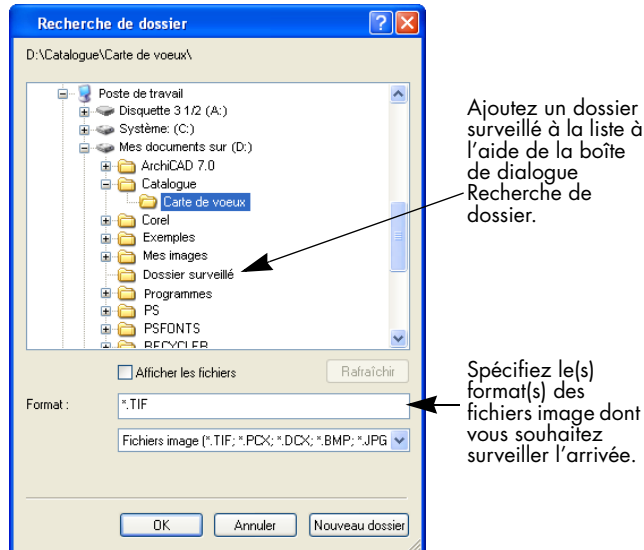 Recherche de dossier
D:\Catalogue\Carte de voeux\
Poste de travail
Disquette 3 1/2 (A:)
Système: (C:)
Mes documents sur (D:)
ArchiCAD 7.0
Catalogue
Carte de voeux
Corel
Exemples
Mes images
Dossier surveillé
Programmes
PS
PSFONTS
RECYCLER
Afficher les fichiers
Rafraîchir
Format :
*.TIF
Fichiers image (*.TIF; *.PCX; *.DCX; *.BMP; *.JPG
OK
Annuler
Nouveau dossier
Ajoutez un dossier
surveillé à la liste à
l'aide de la boîte
de dialogue
Recherche de
dossier.
Spécifiez le(s)
format(s) des
fichiers image dont
vous souhaitez
surveiller l'arrivée.